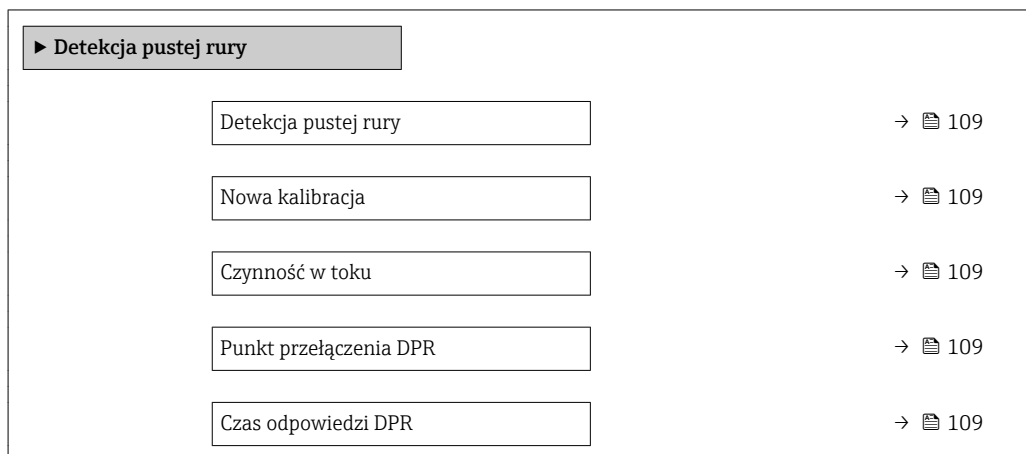 ▶ Detekcja pustej rury
Detekcja pustej rury → 109
Nowa kalibracja → 109
Czynność w toku → 109
Punkt przełączenia DPR → 109
Czas odpowiedzi DPR → 109